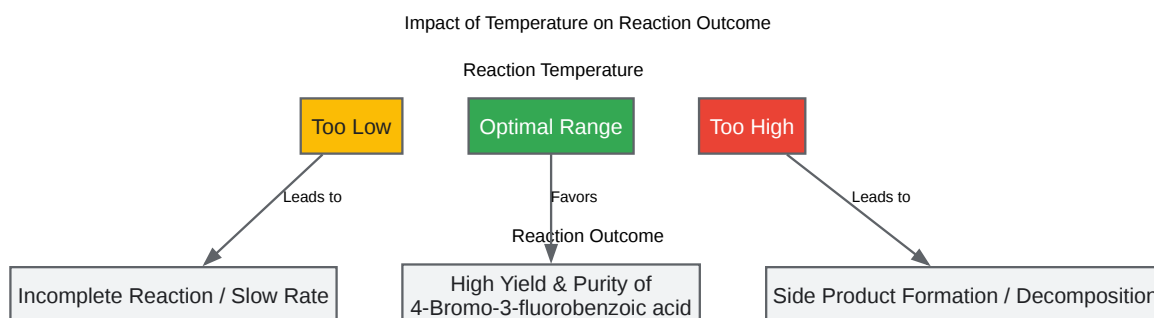 Impact of Temperature on Reaction Outcome
Reaction Temperature
Too Low
Optimal Range
Too High
Leads to
Favors
Leads to
Reaction Outcome
Incomplete Reaction / Slow Rate
High Yield & Purity of
4-Bromo-3-fluorobenzoic acid
Side Product Formation / Decomposition